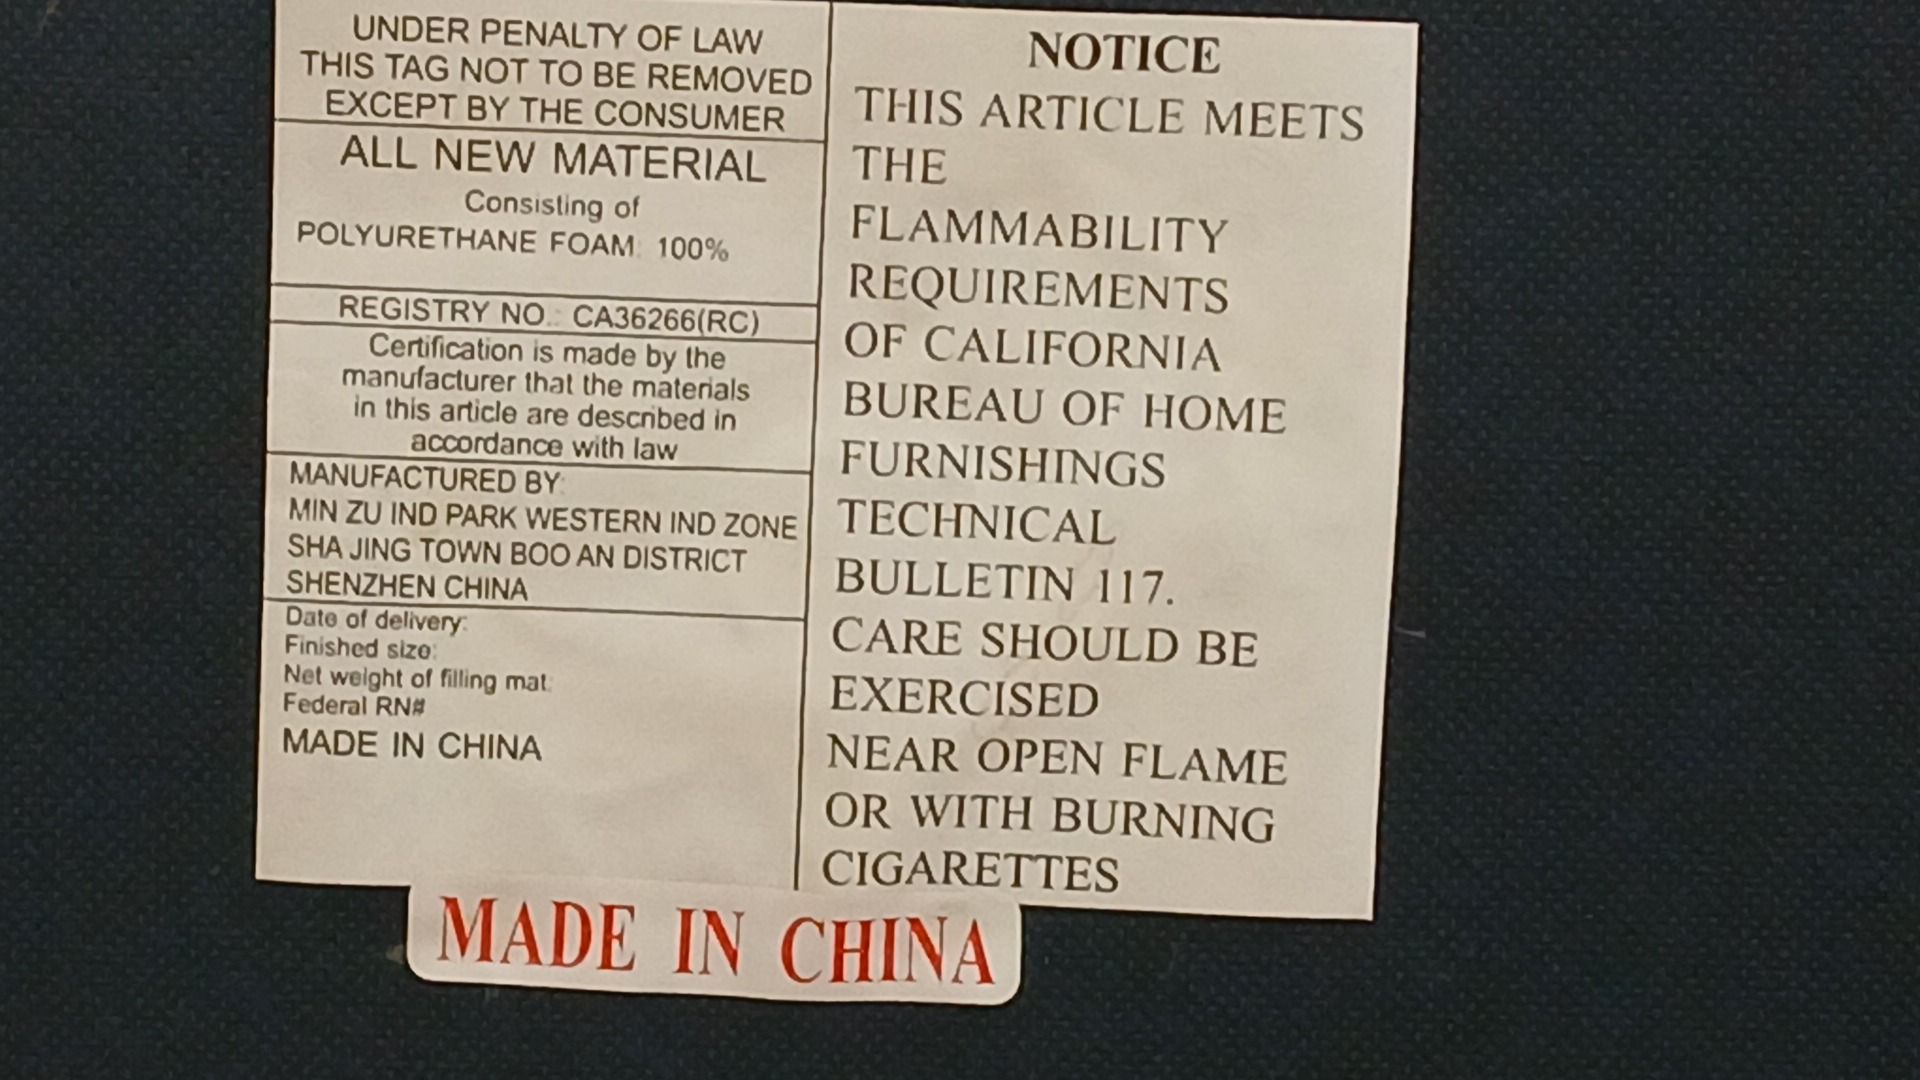 UNDER PENALTY OF LAW
THIS TAG NOT TO BE REMOVED
EXCEPT BY THE CONSUMER
ALL NEW MATERIAL
Consisting of
POLYURETHANE FOAM: 100%
REGISTRY NO.: CA36266(RC)
Certification is made by the
manufacturer that the materials
in this article are described in
accordance with law
MANUFACTURED BY:
MIN ZU IND PARK WESTERN IND ZONE
SHA JING TOWN BOO AN DISTRICT
SHENZHEN CHINA
Date of delivery:
Finished size:
Net weight of filling mat:
Federal RN#
MADE IN CHINA
NOTICE
THIS ARTICLE MEETS
THE
FLAMMABILITY
REQUIREMENTS
OF CALIFORNIA
BUREAU OF HOME
FURNISHINGS
TECHNICAL
BULLETIN 117.
CARE SHOULD BE
EXERCISED
NEAR OPEN FLAME
OR WITH BURNING
CIGARETTES
MADE IN CHINA